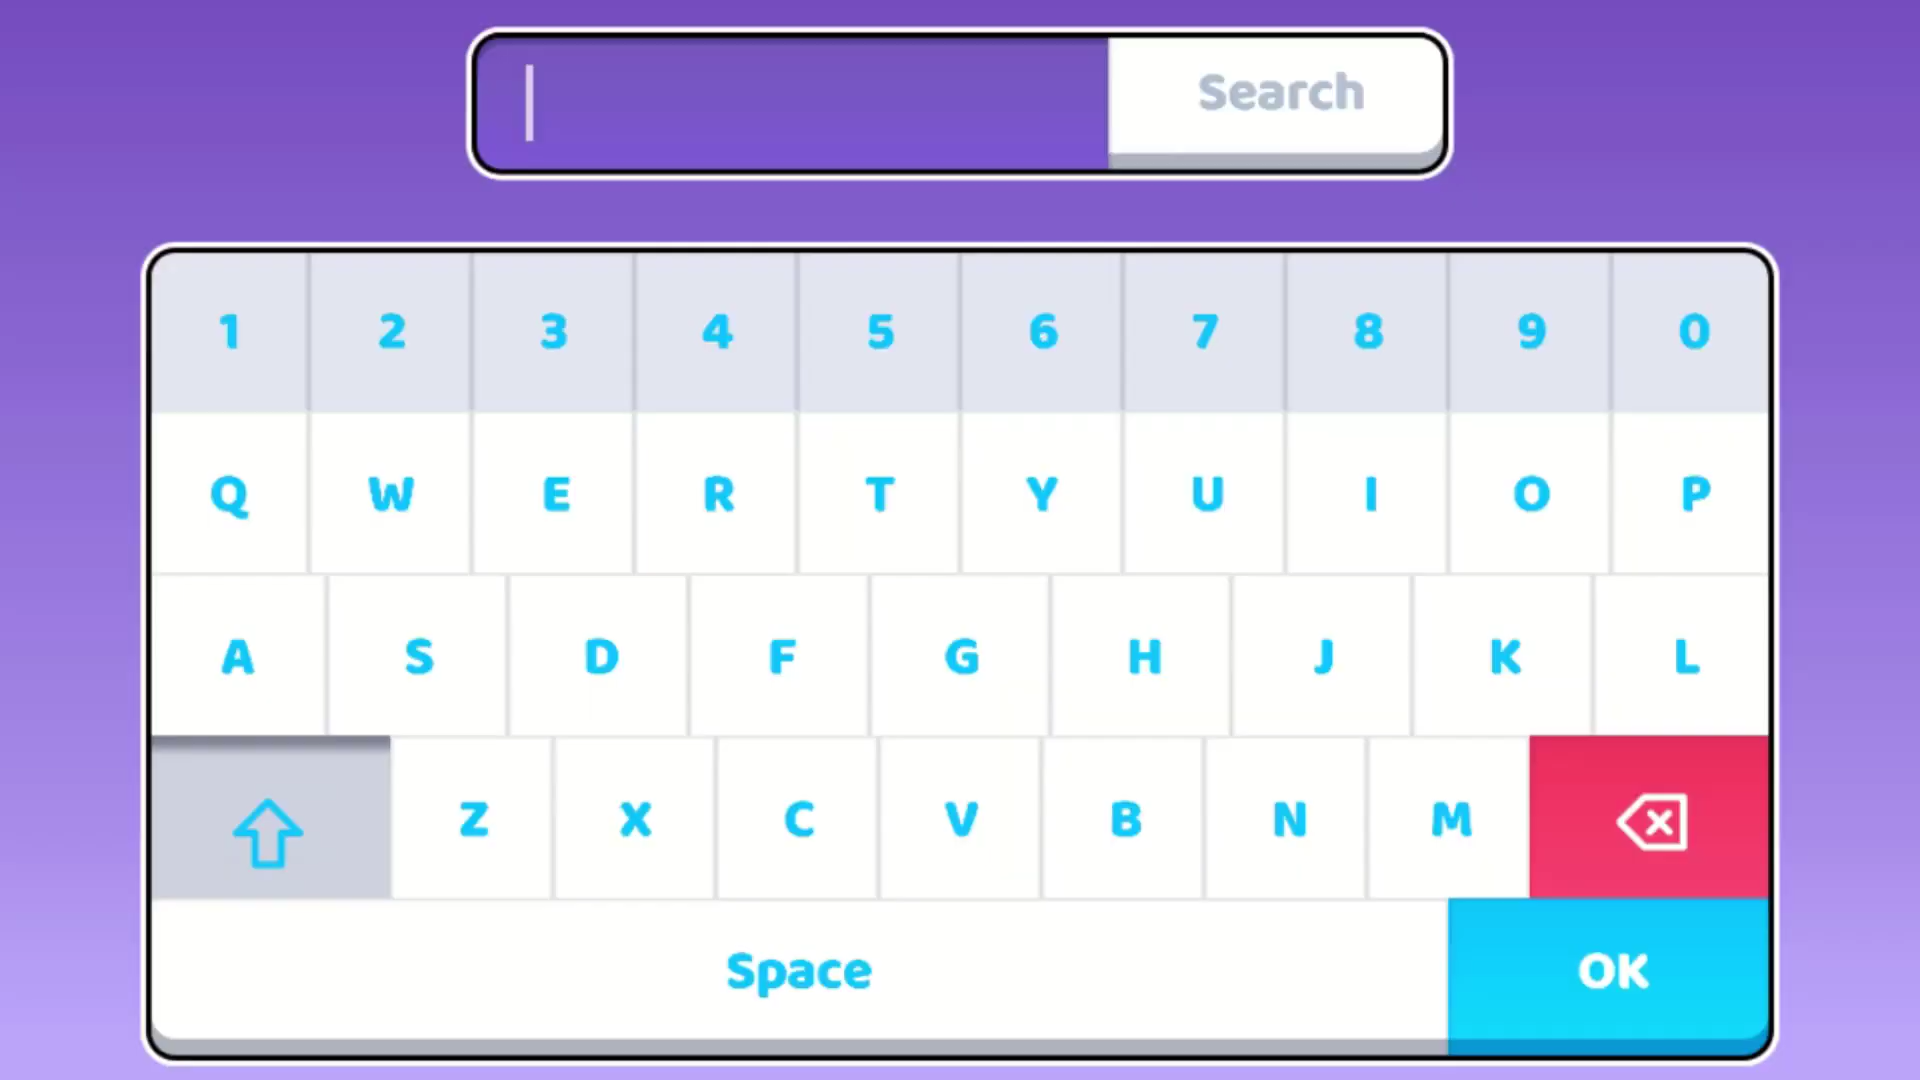 Search
1 2 3 4 5 6 7 8 9 0
Q W E R T Y U I O P
A S D F G H J K L
Z X C V B N M
Space OK